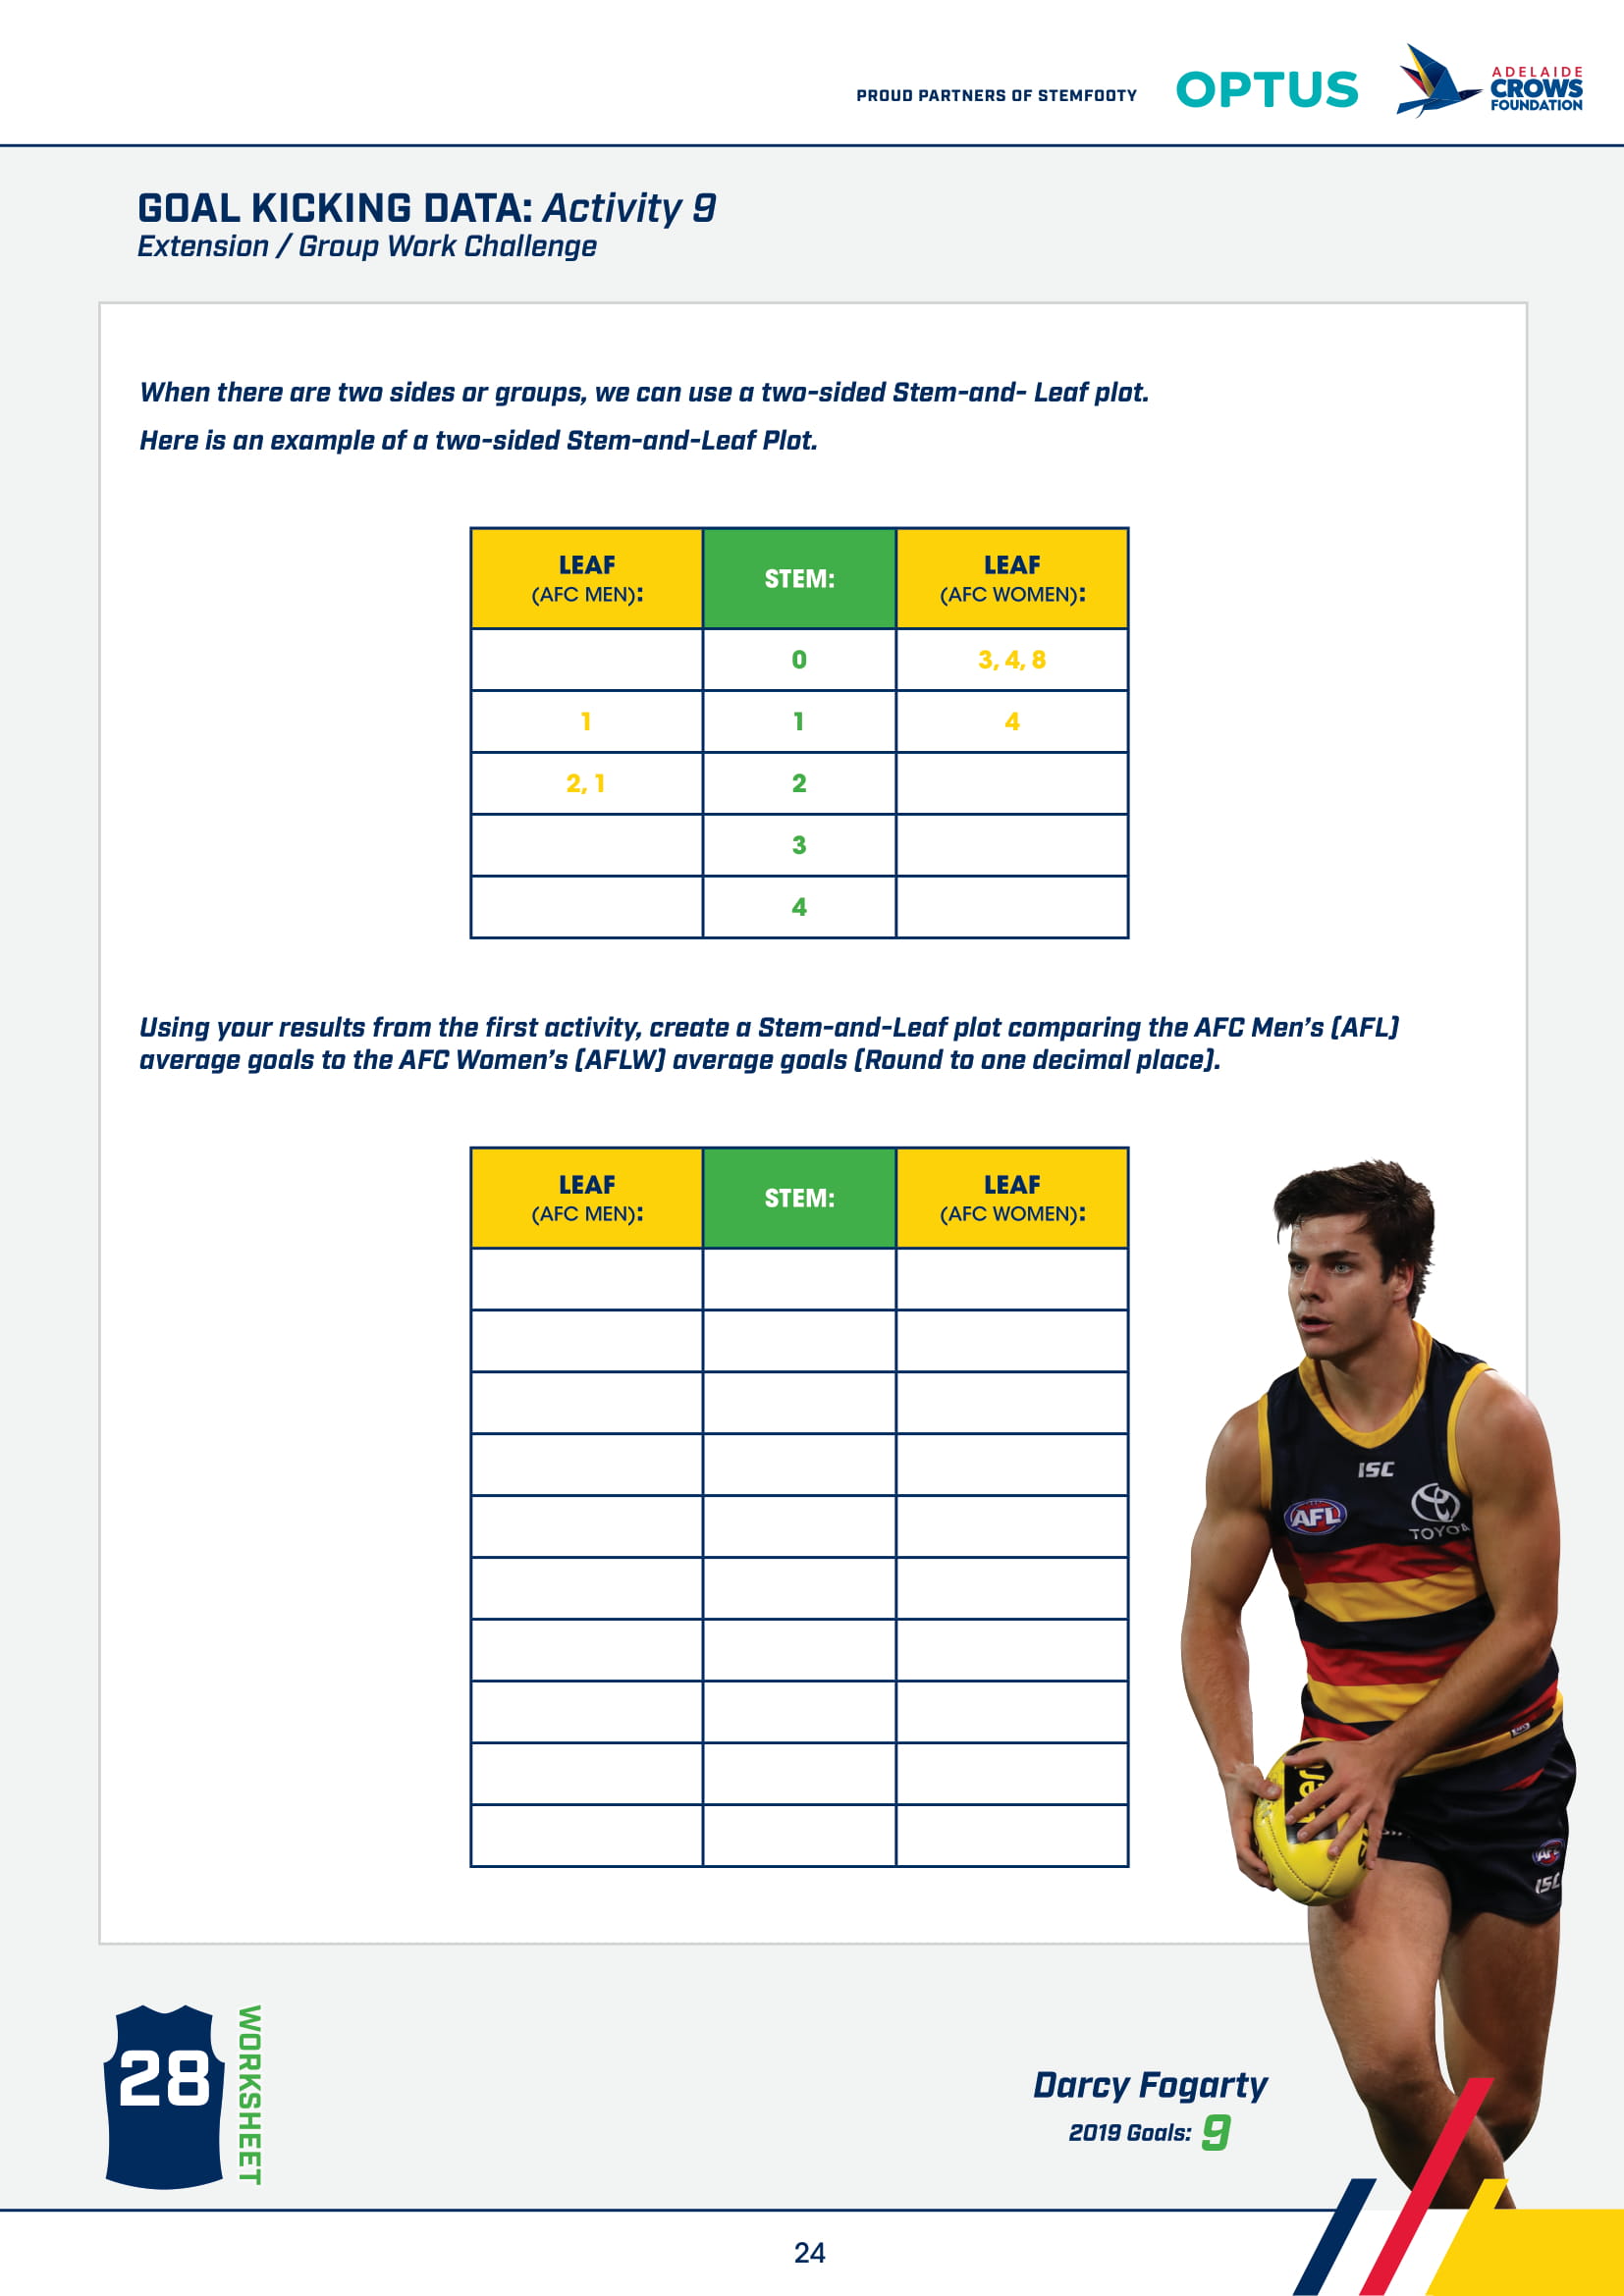 PROUD PARTNERS OF STEMFOOTY
OPTUS
ADELAIDE
CROWS
FOUNDATION
GOAL KICKING DATA: Activity 9
Extension / Group Work Challenge
When there are two sides or groups, we can use a two-sided Stem-and- Leaf plot.
Here is an example of a two-sided Stem-and-Leaf Plot.
LEAF (AFC MEN): STEM: LEAF (AFC WOMEN):
0 3, 4, 8
1 1 4
2, 1 2
3
4
Using your results from the first activity, create a Stem-and-Leaf plot comparing the AFC Men's (AFL)
average goals to the AFC Women's (AFLW) average goals (Round to one decimal place).
LEAF (AFC MEN): STEM: LEAF (AFC WOMEN):
ISC
AFL
TOYOTA
AFL
ISC
28
WORKSHEET
Darcy Fogarty
2019 Goals: 9
24